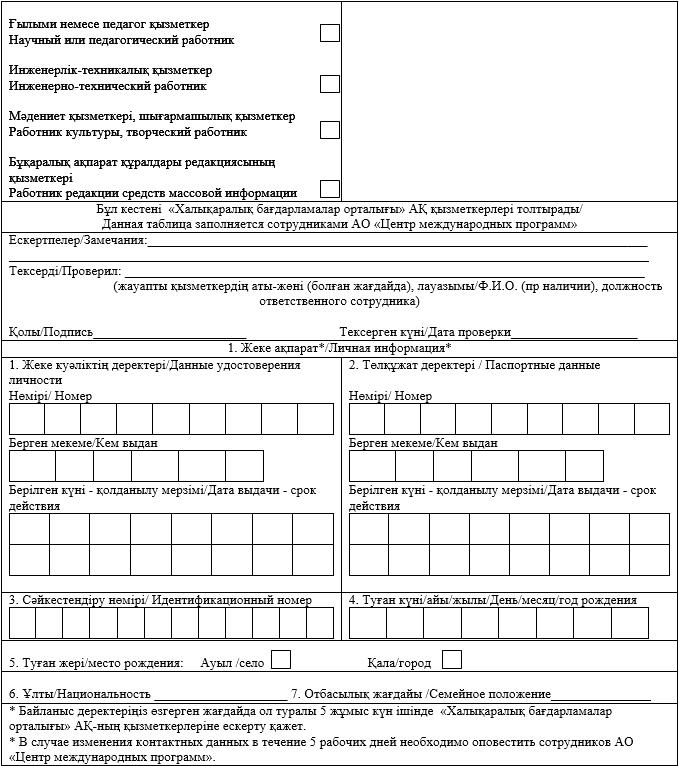 Ғылыми немесе педагог қызметкер
Научный или педагогический работник
Инженерлік-техникалық қызметкер
Инженерно-технический работник
Мәдениет қызметкері, шығармашылық қызметкер
Работник культуры, творческий работник
Бұқаралық ақпарат құралдары редакциясының
қызметкері
Работник редакции средств массовой информации
Бұл кестені «Халықаралық бағдарламалар орталығы» АҚ қызметкерлері толтырады/
Данная таблица заполняется сотрудниками АО «Центр международных программ»
Ескертпелер/Замечания:
Тексерді/Проверил:
(жауапты қызметкердің аты-жөні (болған жағдайда), лауазымы/Ф.И.О. (пр наличии), должность
ответственного сотрудника)
Қолы/Подпись Тексерген күні/Дата проверки
1. Жеке ақпарат*/Личная информация*
1. Жеке куәліктің деректері/Данные удостоверения
личности
Нөмірі/ Номер
Берген мекеме/Кем выдан
Берілген күні - қолданылу мерзімі/Дата выдачи - срок
действия
2. Төлқұжат деректері / Паспортные данные
Нөмірі/ Номер
Берген мекеме/Кем выдан
Берілген күні - қолданылу мерзімі/Дата выдачи - срок
действия
3. Сәйкестендіру нөмірі/ Идентификационный номер
4. Туған күні/айы/жылы/День/месяц/год рождения
5. Туған жері/место рождения: Ауыл /село Қала/город
6. Ұлты/Национальность 7. Отбасылық жағдайы /Семейное положение
* Байланыс деректеріңіз өзгерген жағдайда ол туралы 5 жұмыс күн ішінде «Халықаралық бағдарламалар
орталығы» АҚ-ның қызметкерлеріне ескерту қажет.
* В случае изменения контактных данных в течение 5 рабочих дней необходимо оповестить сотрудников АО
«Центр международных программ».